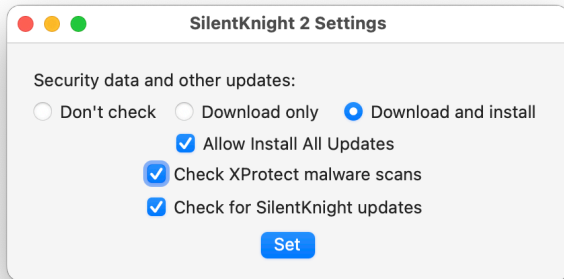 SilentKnight 2 Settings
Security data and other updates:
Don't check Download only Download and install
Allow Install All Updates
Check XProtect malware scans
Check for SilentKnight updates
Set